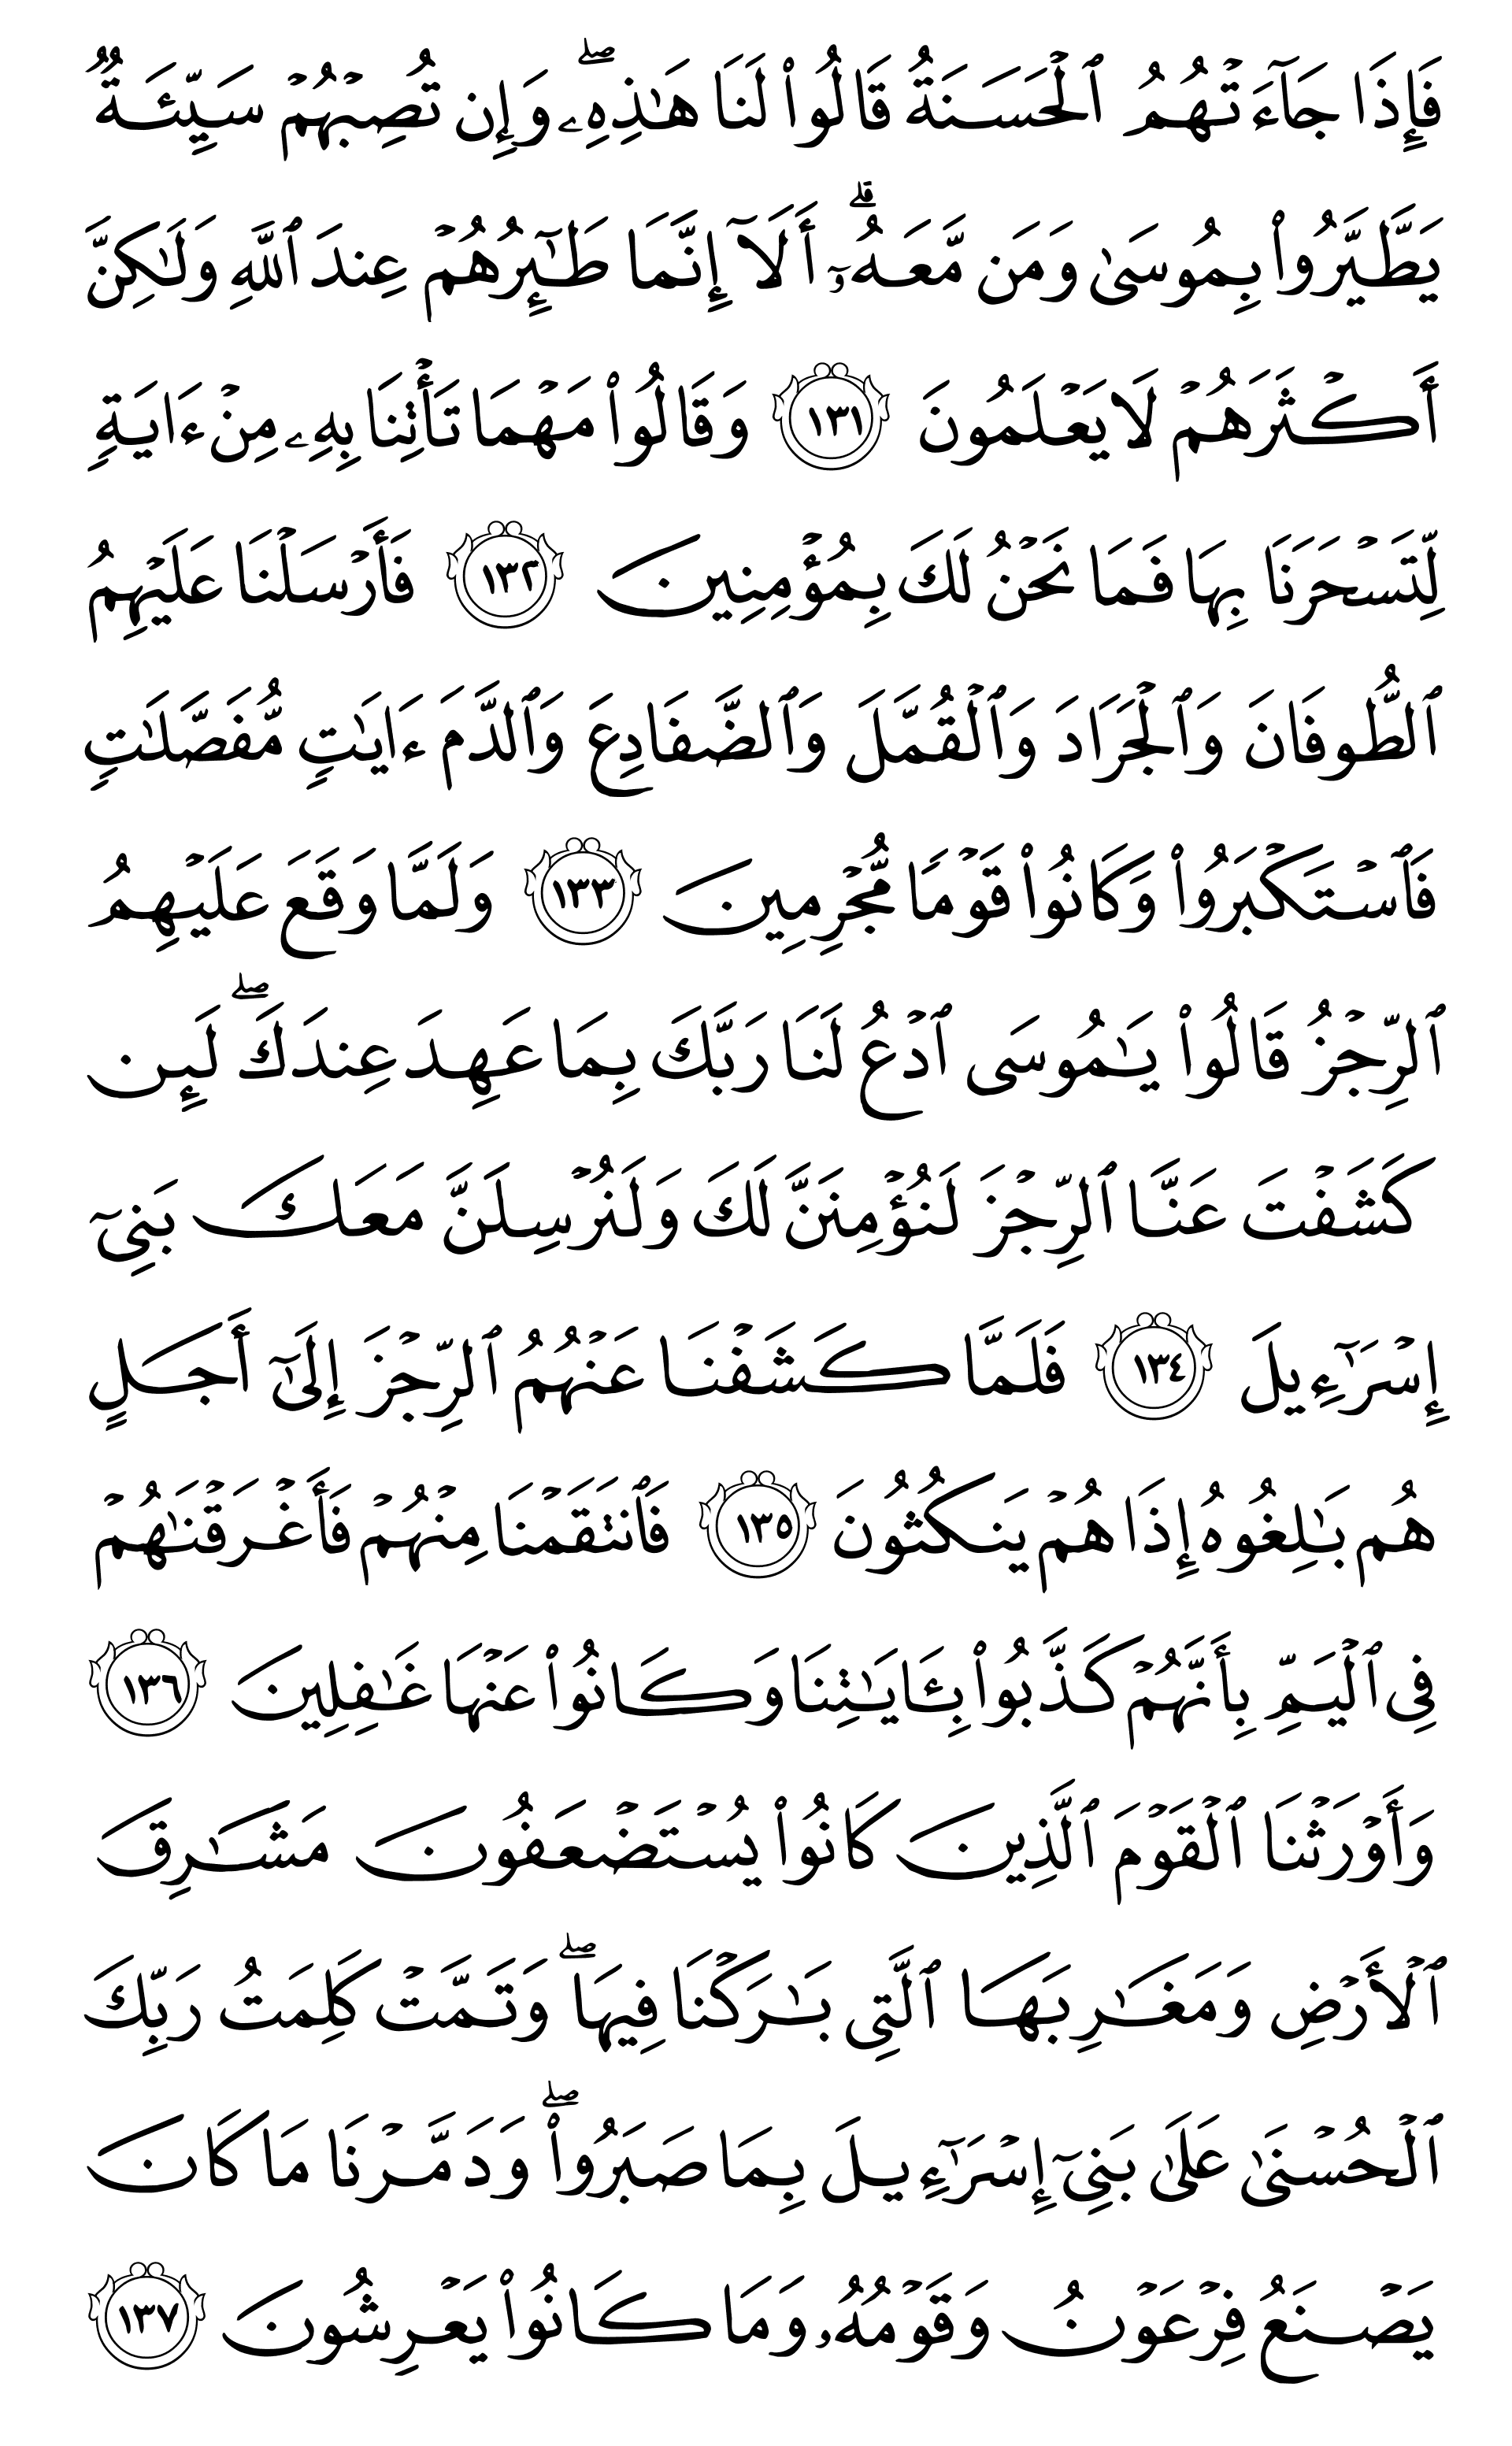 فَإِذَا جَآءَتْهُمُ ٱلْحَسَنَةُ قَالُوا۟ لَنَا هَـٰذِهِۦ ۖ وَإِن تُصِبْهُمْ سَيِّئَةٌ
يَطَّيَّرُوا۟ بِمُوسَىٰ وَمَن مَّعَهُۥٓ ۗ أَلَآ إِنَّمَا طَـٰٓئِرُهُمْ عِندَ ٱللَّهِ وَلَـٰكِنَّ
أَكْثَرَهُمْ لَا يَعْلَمُونَ ١٣١ وَقَالُوا۟ مَهْمَا تَأْتِنَا بِهِۦ مِنْ ءَايَةٍ
لِّتَسْحَرَنَا بِهَا فَمَا نَحْنُ لَكَ بِمُؤْمِنِينَ ١٣٢ فَأَرْسَلْنَا عَلَيْهِمُ
ٱلطُّوفَانَ وَٱلْجَرَادَ وَٱلْقُمَّلَ وَٱلضَّفَادِعَ وَٱلدَّمَ ءَايَـٰتٍ مُّفَصَّلَـٰتٍ
فَٱسْتَكْبَرُوا۟ وَكَانُوا۟ قَوْمًا مُّجْرِمِينَ ١٣٣ وَلَمَّا وَقَعَ عَلَيْهِمُ
ٱلرِّجْزُ قَالُوا۟ يَـٰمُوسَى ٱدْعُ لَنَا رَبَّكَ بِمَا عَهِدَ عِندَكَ ۖ لَئِن
كَشَفْتَ عَنَّا ٱلرِّجْزَ لَنُؤْمِنَنَّ لَكَ وَلَنُرْسِلَنَّ مَعَكَ بَنِىٓ
إِسْرَٰٓءِيلَ ١٣٤ فَلَمَّا كَشَفْنَا عَنْهُمُ ٱلرِّجْزَ إِلَىٰٓ أَجَلٍ
هُم بَـٰلِغُوهُ إِذَا هُمْ يَنكُثُونَ ١٣٥ فَٱنتَقَمْنَا مِنْهُمْ فَأَغْرَقْنَـٰهُمْ
فِى ٱلْيَمِّ بِأَنَّهُمْ كَذَّبُوا۟ بِـَٔايَـٰتِنَا وَكَانُوا۟ عَنْهَا غَـٰفِلِينَ ١٣٦
وَأَوْرَثْنَا ٱلْقَوْمَ ٱلَّذِينَ كَانُوا۟ يُسْتَضْعَفُونَ مَشَـٰرِقَ
ٱلْأَرْضِ وَمَغَـٰرِبَهَا ٱلَّتِى بَـٰرَكْنَا فِيهَا ۖ وَتَمَّتْ كَلِمَتُ رَبِّكَ
ٱلْحُسْنَىٰ عَلَىٰ بَنِىٓ إِسْرَٰٓءِيلَ بِمَا صَبَرُوا۟ ۖ وَدَمَّرْنَا مَا كَانَ
يَصْنَعُ فِرْعَوْنُ وَقَوْمُهُۥ وَمَا كَانُوا۟ يَعْرِشُونَ ١٣٧